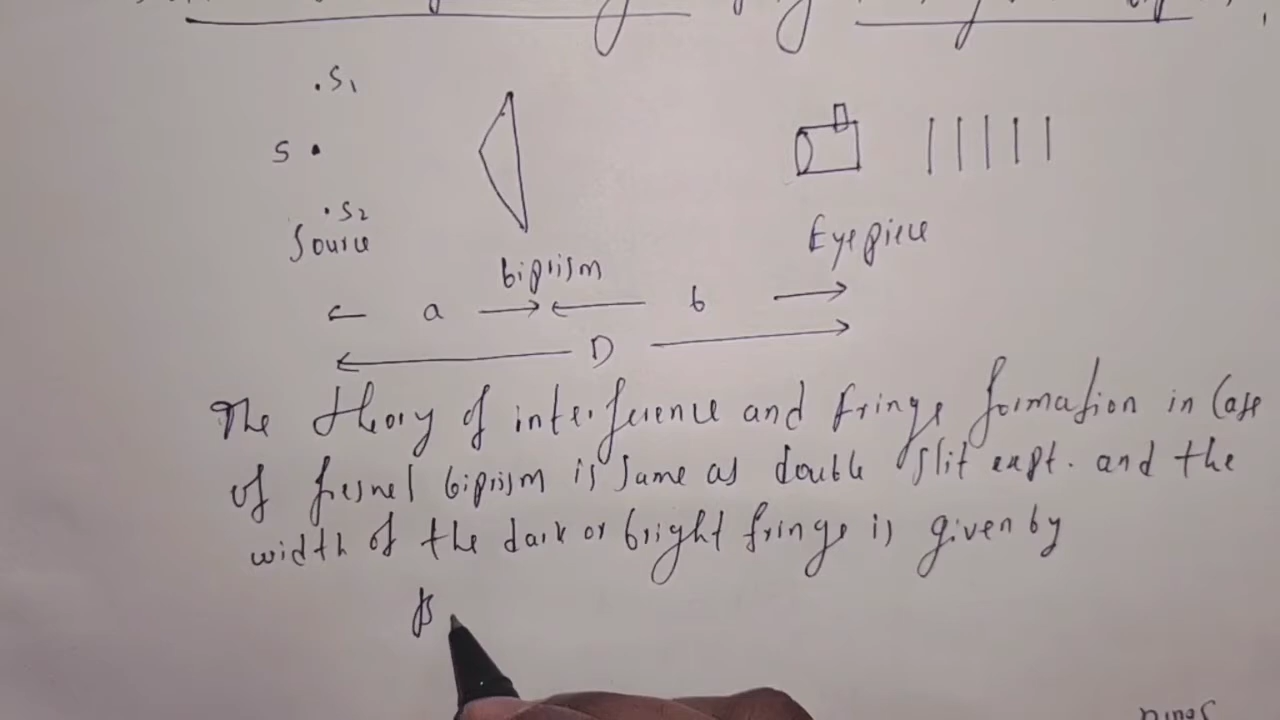 .S₁
S
.S₂
Source
biprism
Eyepiece
a
b
D
The theory of interference and fringe formation in Case
of fresnel biprism is same as double slit expt. and the
width of the dark or bright fringe is given by
β